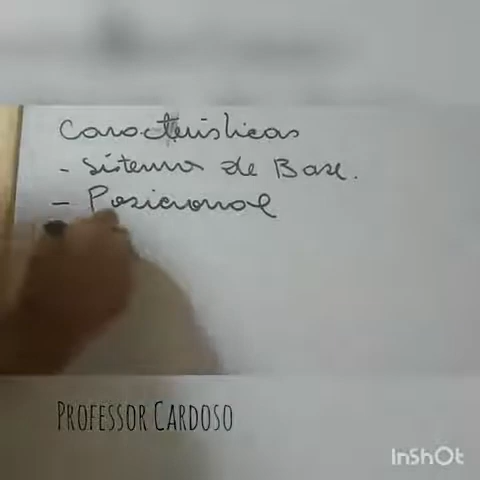 Características
- Sistema de Base.
- Posicional
PROFESSOR CARDOSO
InShOt